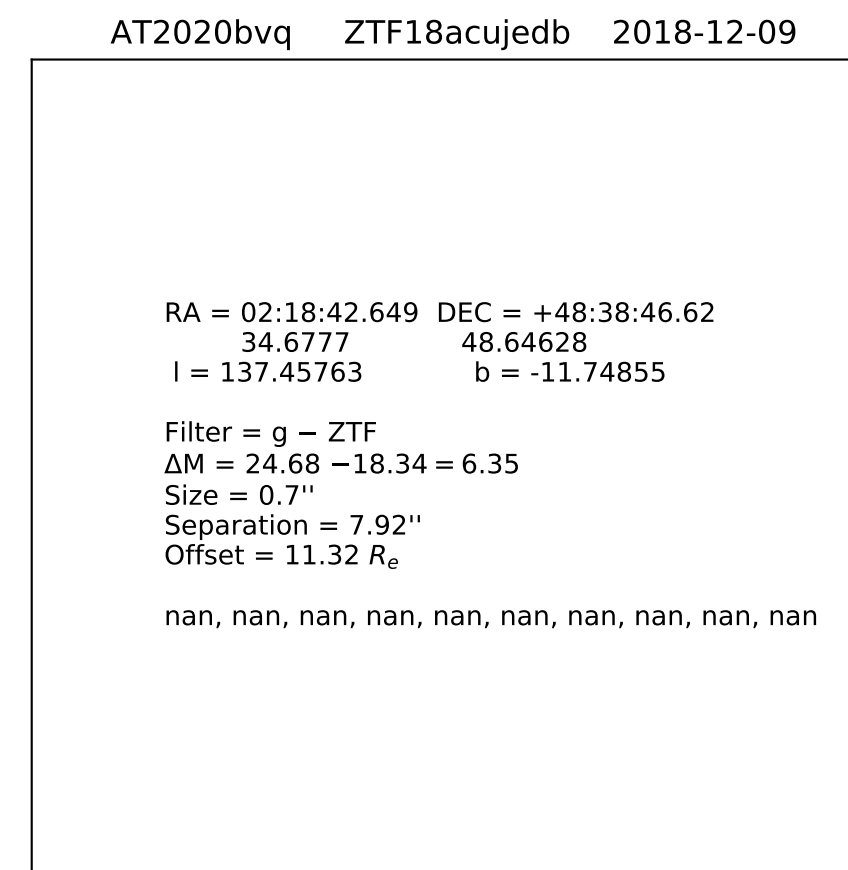 AT2020bvq ZTF18acujedb 2018-12-09
RA = 02:18:42.649 DEC = +48:38:46.62
34.6777 48.64628
l = 137.45763 b = -11.74855
Filter = g − ZTF
ΔM = 24.68 −18.34 = 6.35
Size = 0.7''
Separation = 7.92''
Offset = 11.32 Re
nan, nan, nan, nan, nan, nan, nan, nan, nan, nan